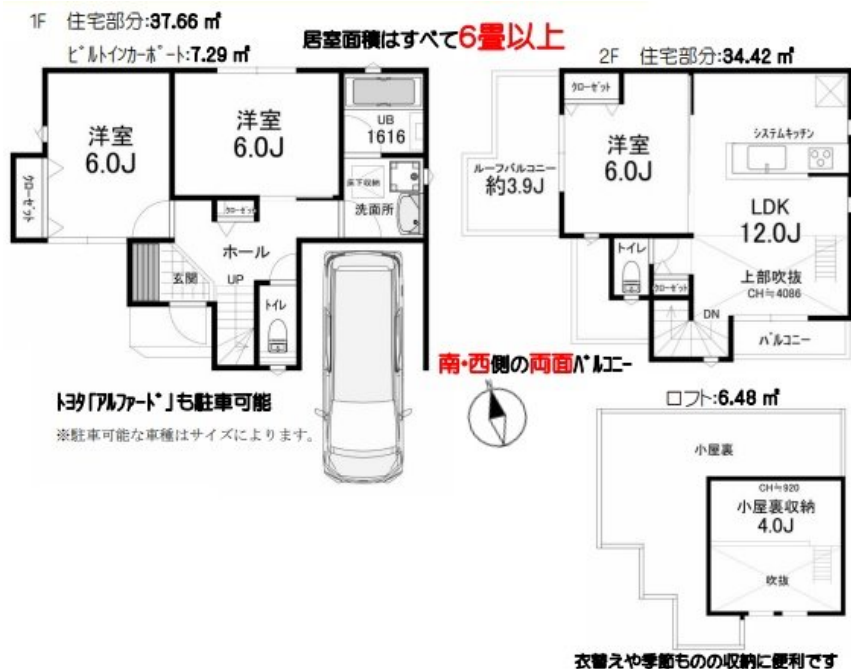 1F 住宅部分:37.66 ㎡
ビルトインカーポート:7.29 ㎡
居室面積はすべて6畳以上
2F 住宅部分:34.42 ㎡
洋室
6.0J
クローゼット
洋室
6.0J
UB
1616
床下収納
洗面所
クローゼット
ホール
玄関
UP
トイレ
クローゼット
洋室
6.0J
ルーフバルコニー
約3.9J
システムキッチン
LDK
12.0J
トイレ
クローゼット
上部吹抜
CH≒4086
DN
バルコニー
南・西側の両面バルコニー
トヨタ「アルファード」も駐車可能
※駐車可能な車種はサイズによります。
ロフト:6.48 ㎡
小屋裏
CH≒920
小屋裏収納
4.0J
吹抜
衣替えや季節ものの収納に便利です